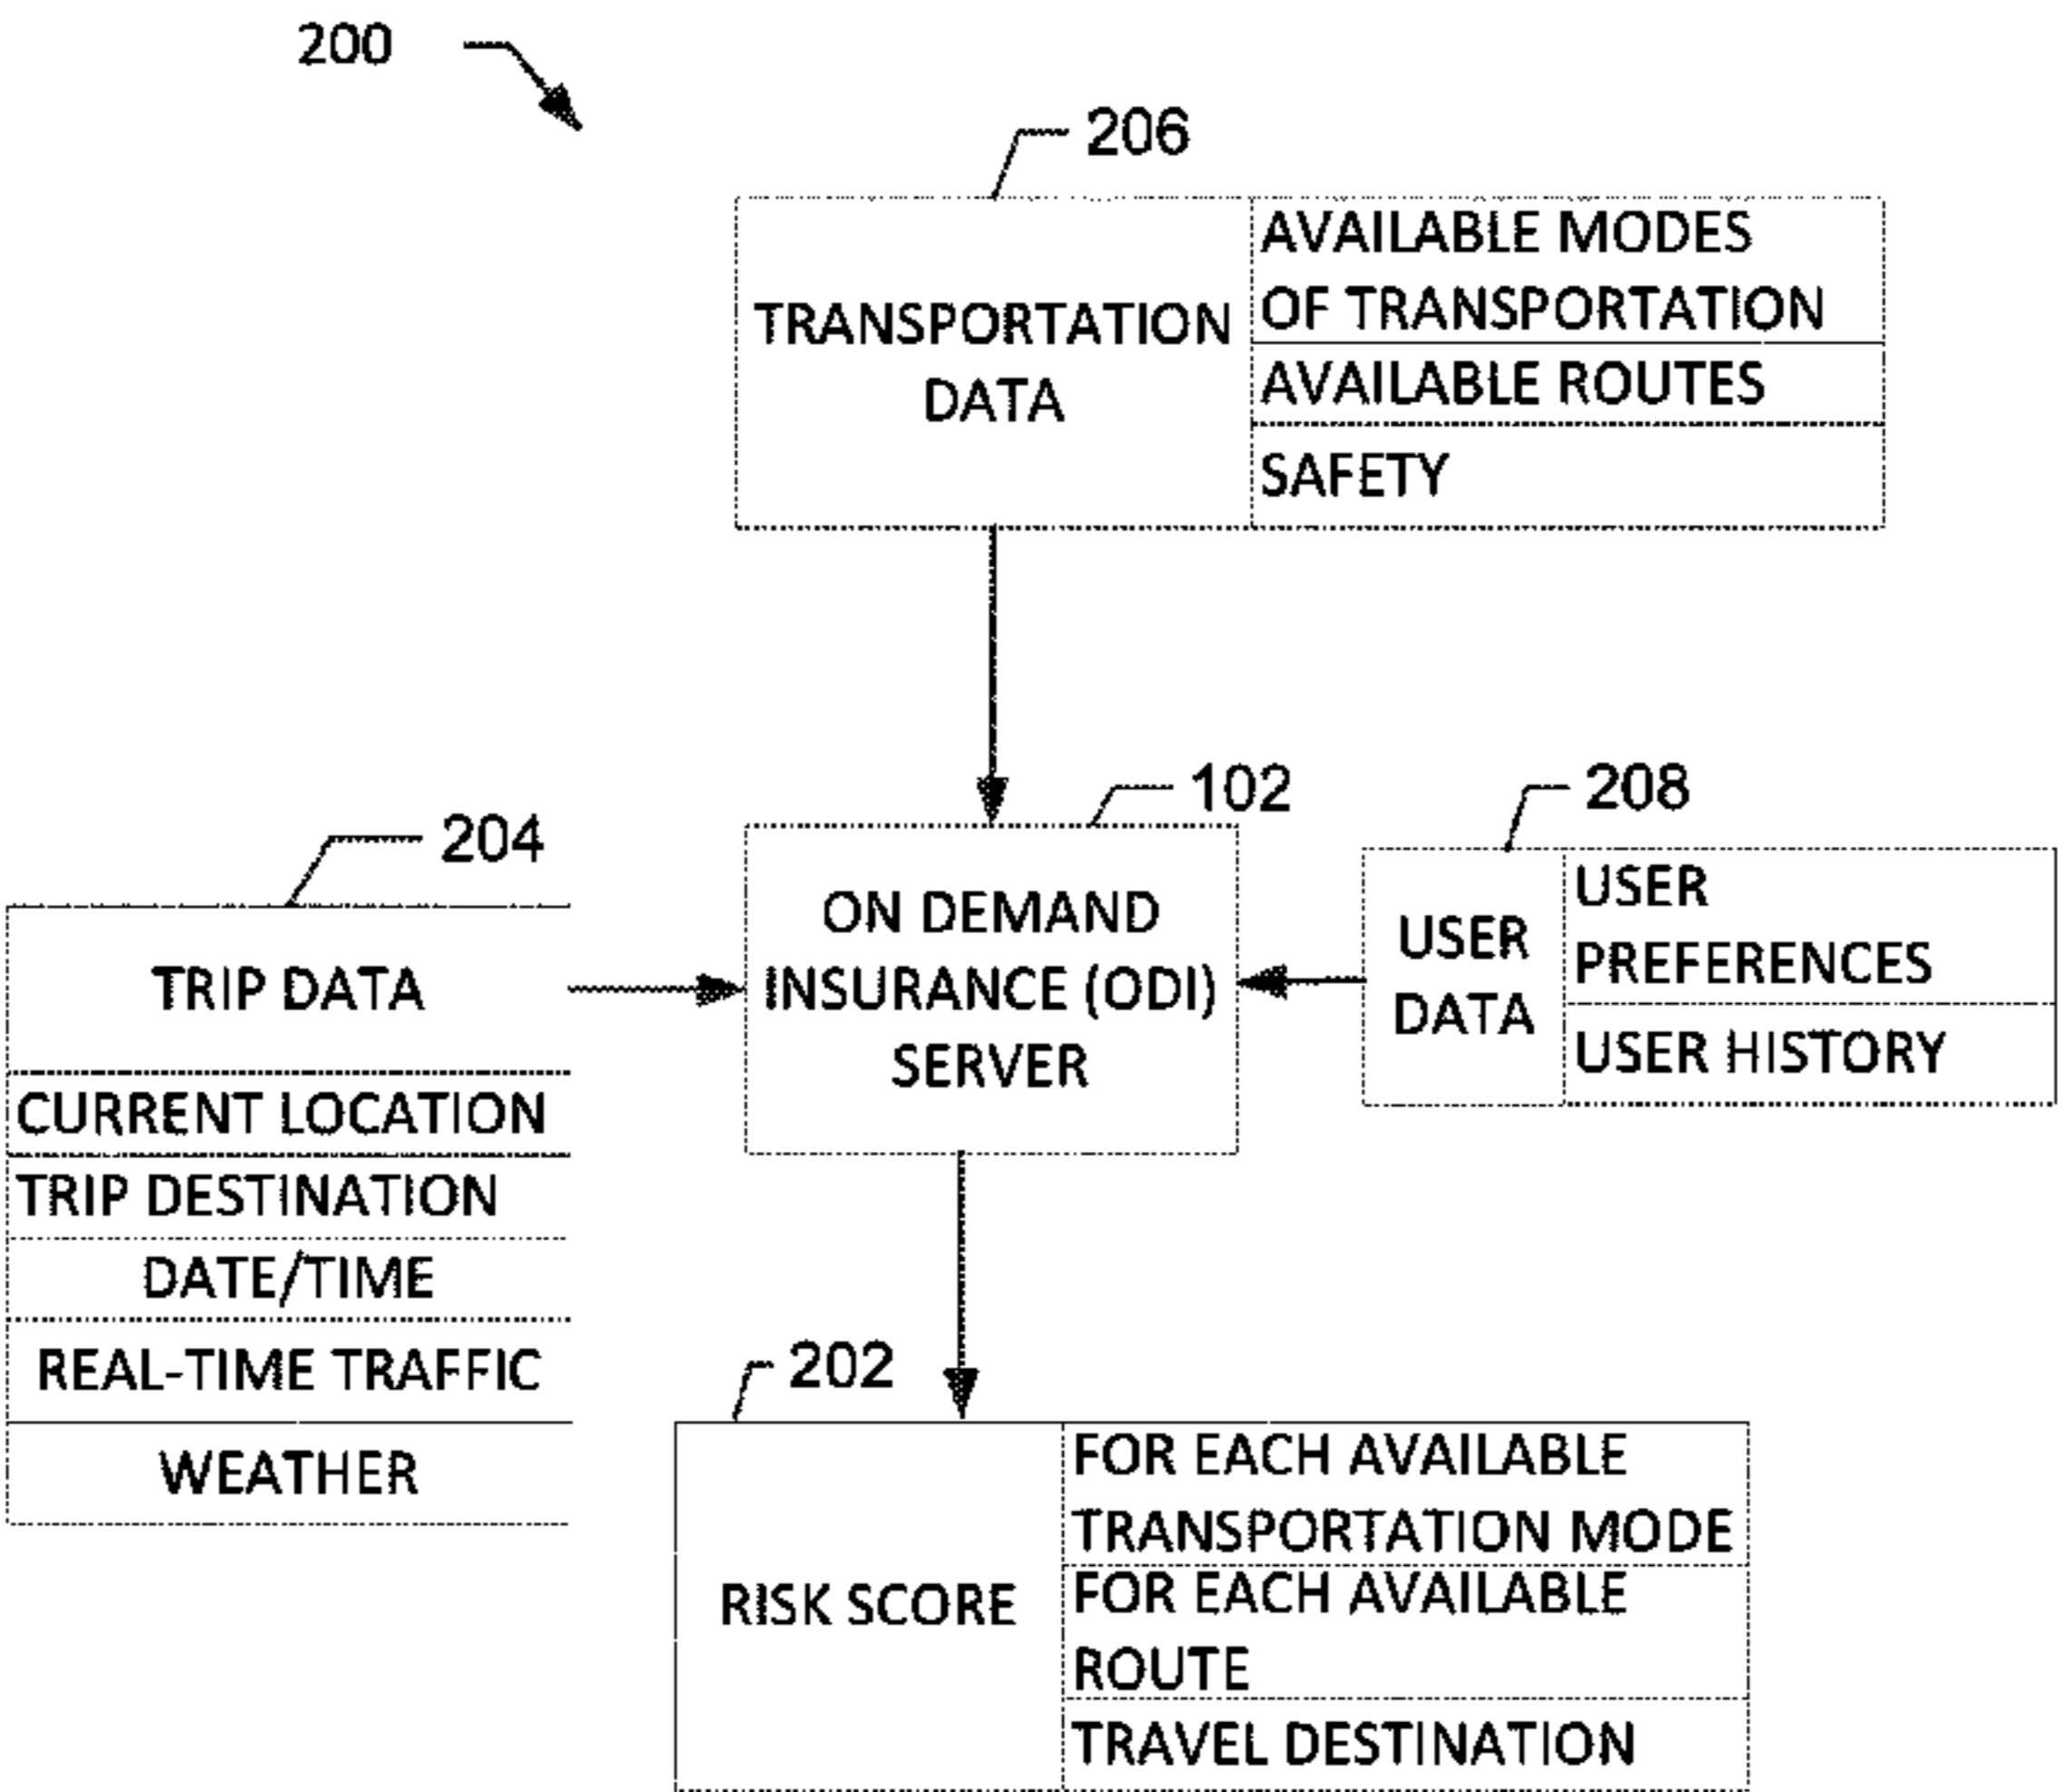 200
206
TRANSPORTATION
DATA
AVAILABLE MODES
OF TRANSPORTATION
AVAILABLE ROUTES
SAFETY
102
208
204
ON DEMAND
INSURANCE (ODI)
SERVER
USER
DATA
USER
PREFERENCES
USER HISTORY
TRIP DATA
CURRENT LOCATION
TRIP DESTINATION
DATE/TIME
REAL-TIME TRAFFIC
WEATHER
202
RISK SCORE
FOR EACH AVAILABLE
TRANSPORTATION MODE
FOR EACH AVAILABLE
ROUTE
TRAVEL DESTINATION